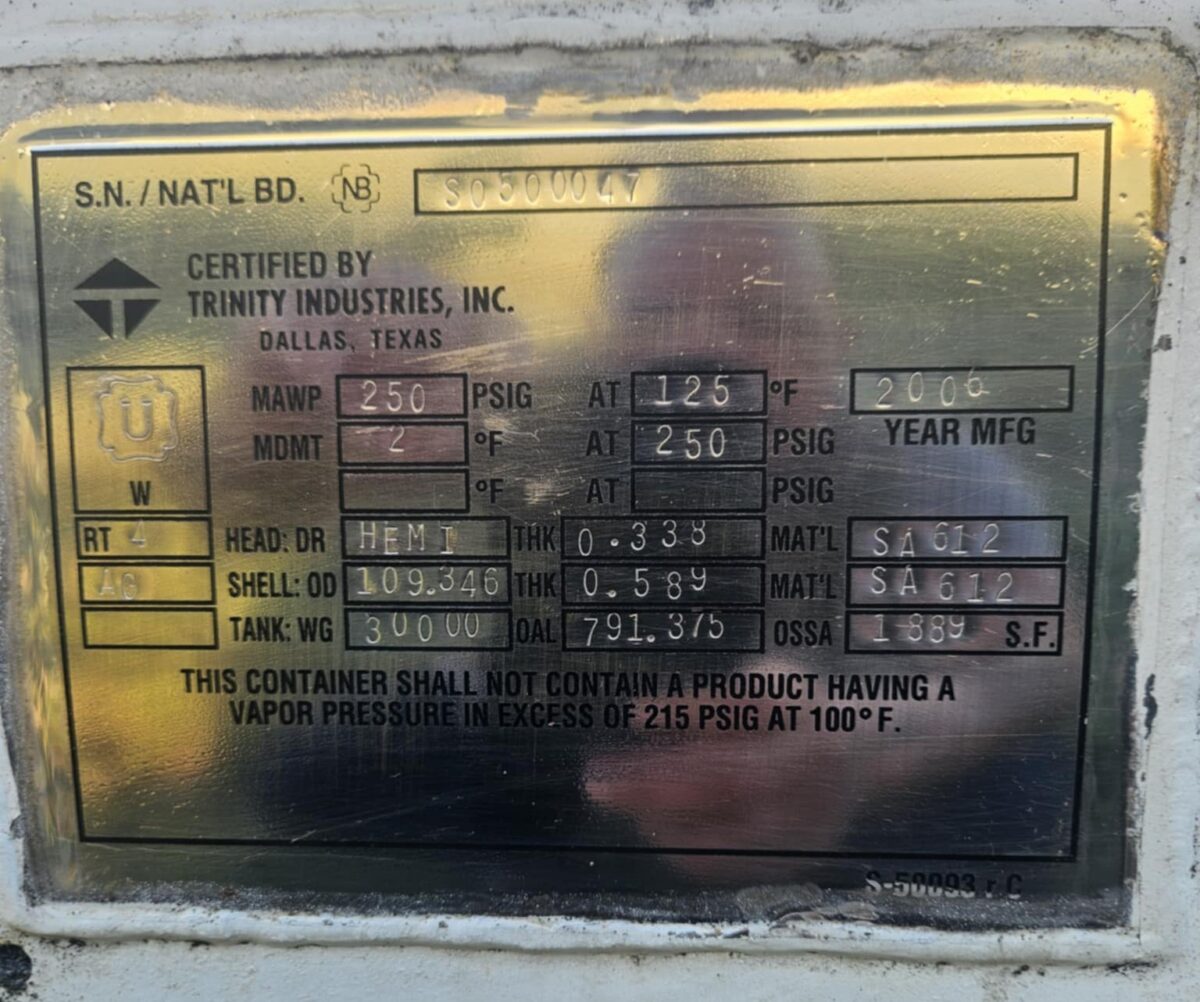 S.N. / NAT'L BD. NB S0500047
CERTIFIED BY
TRINITY INDUSTRIES, INC.
DALLAS, TEXAS
U
W
MAWP 250 PSIG AT 125 °F 2006
YEAR MFG
MDMT 2 °F AT 250 PSIG
°F AT PSIG
RT 4 HEAD: DR HEMI THK 0.338 MAT'L SA 612
AG SHELL: OD 109.346 THK 0.589 MAT'L SA 612
TANK: WG 30000 OAL 791.375 OSSA 1889 S.F.
THIS CONTAINER SHALL NOT CONTAIN A PRODUCT HAVING A
VAPOR PRESSURE IN EXCESS OF 215 PSIG AT 100°F.
S-50093 r C